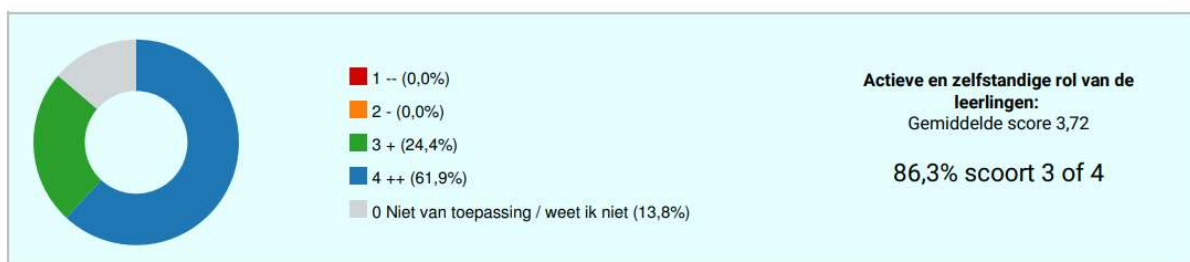 1 -- (0,0%)
2 - (0,0%)
3 + (24,4%)
4 ++ (61,9%)
0 Niet van toepassing / weet ik niet (13,8%)
Actieve en zelfstandige rol van de
leerlingen:
Gemiddelde score 3,72
86,3% scoort 3 of 4